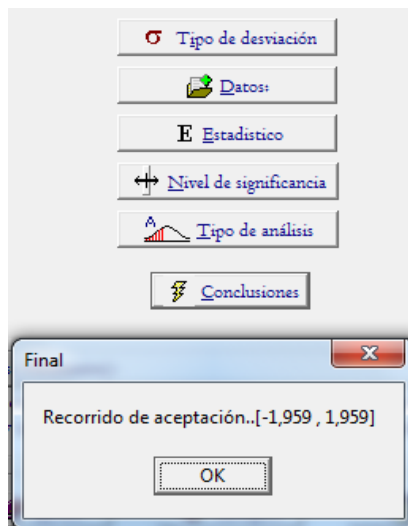 σ Tipo de desviación
Datos:
E Estadistico
Nivel de significancia
A Tipo de análisis
Conclusiones
Final
Recorrido de aceptación..[-1,959 , 1,959]
OK